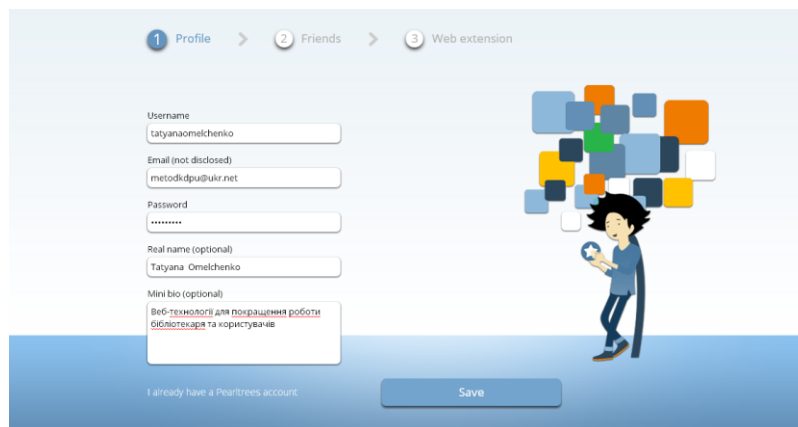 1 Profile > 2 Friends > 3 Web extension
Username
tatyanaomelchenko
Email (not disclosed)
metodkdpu@ukr.net
Password
•••••••••
Real name (optional)
Tatyana Omelchenko
Mini bio (optional)
Веб-технології для покращення роботи
бібліотекаря та користувачів
I already have a Pearltrees account
Save